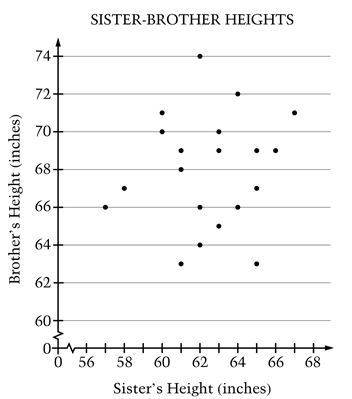 SISTER-BROTHER HEIGHTS
Brother's Height (inches)
74
72
70
68
66
64
62
60
0
0 56 58 60 62 64 66 68
Sister's Height (inches)